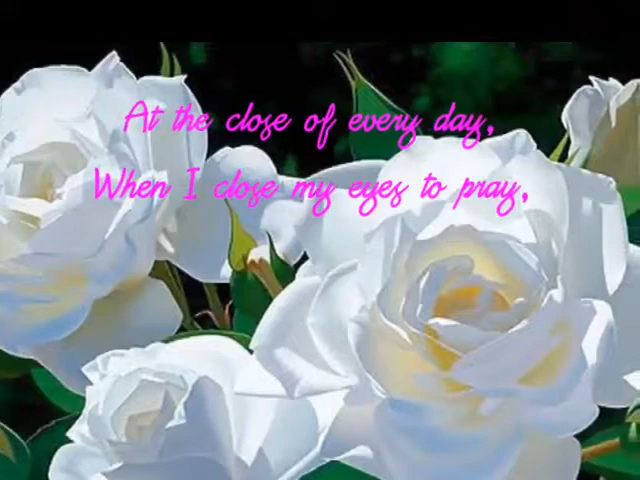 At the close of every day,
When I close my eyes to pray,